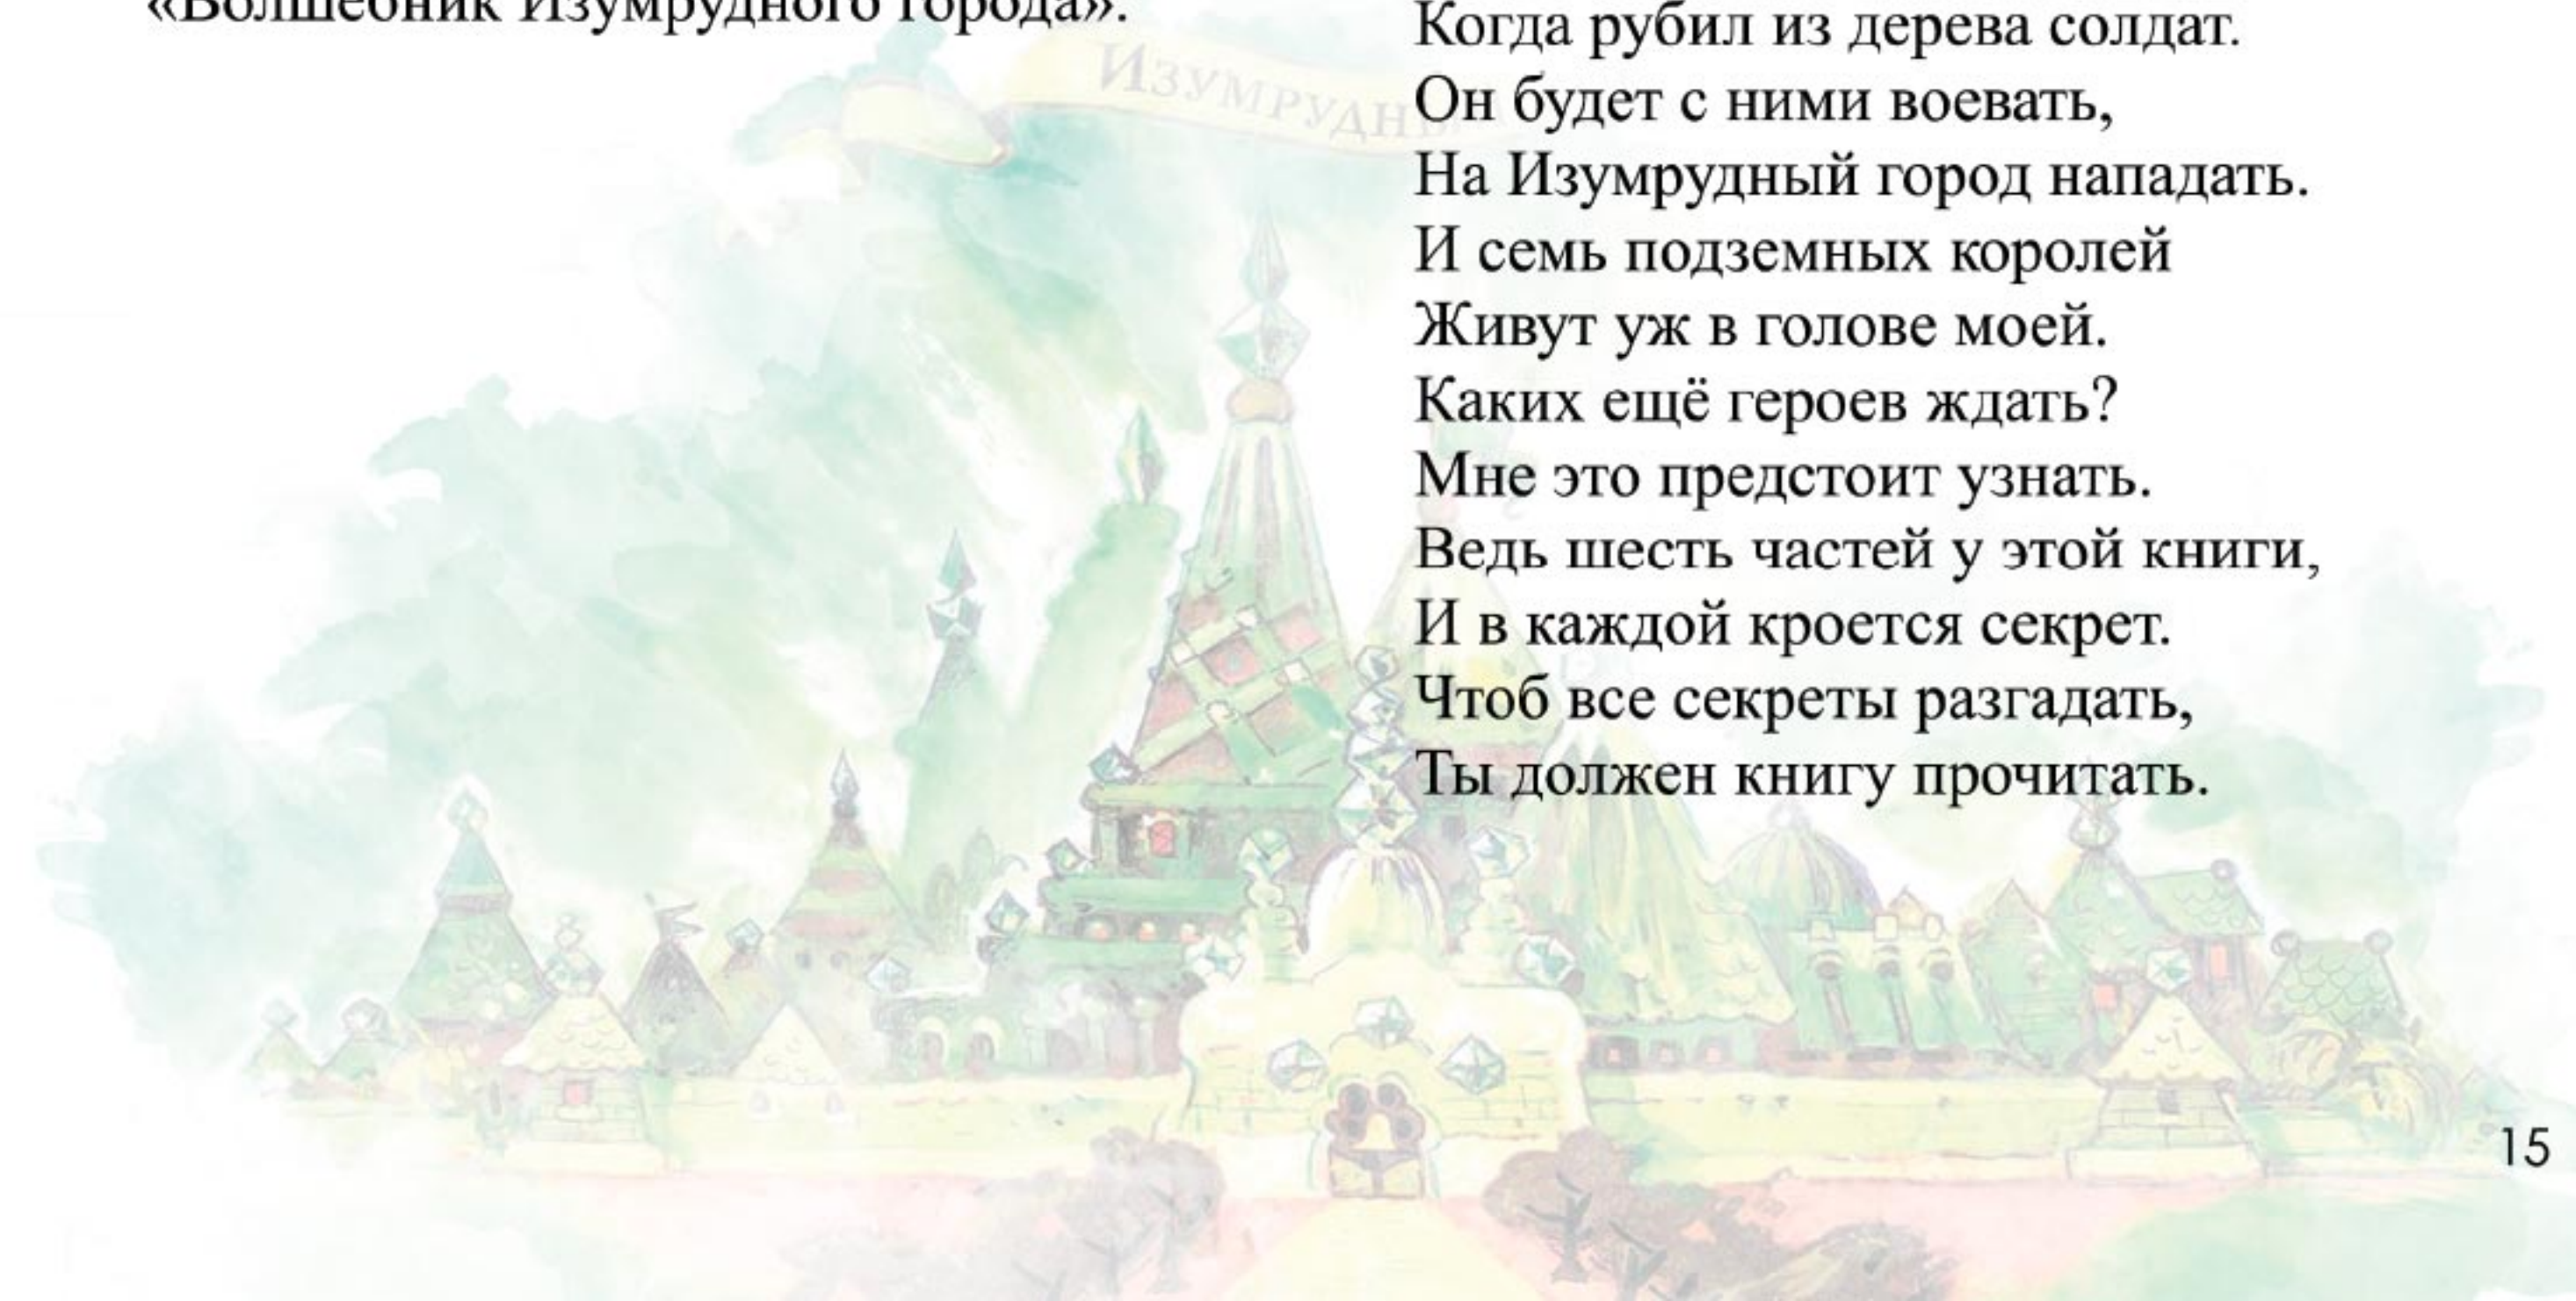 «Волшебник Изумрудного города».
Изумрудн
Когда рубил из дерева солдат.
Он будет с ними воевать,
На Изумрудный город нападать.
И семь подземных королей
Живут уж в голове моей.
Каких ещё героев ждать?
Мне это предстоит узнать.
Ведь шесть частей у этой книги,
И в каждой кроется секрет.
Чтоб все секреты разгадать,
Ты должен книгу прочитать.
15